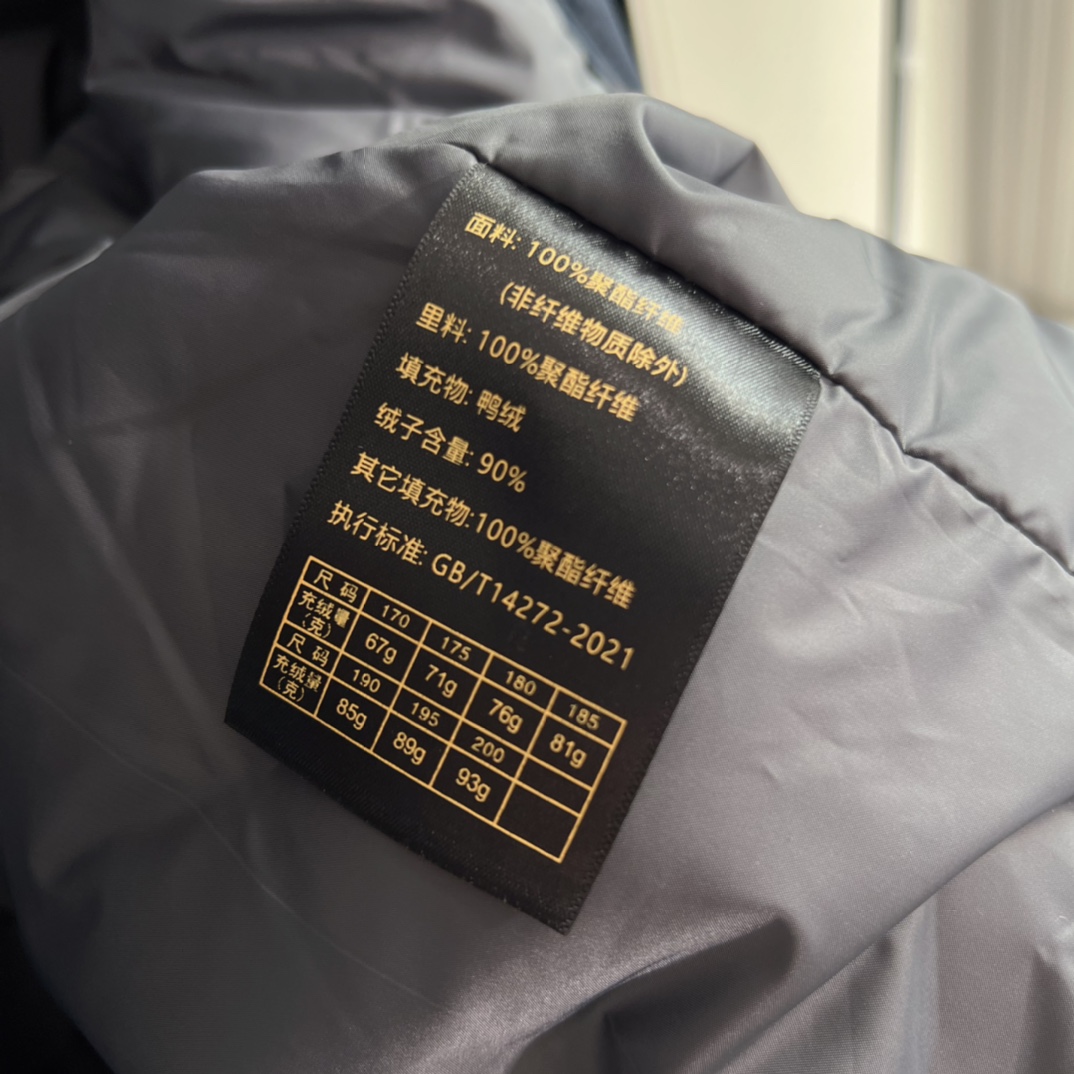 面料: 100%聚酯纤维
(非纤维物质除外)
里料: 100%聚酯纤维
填充物: 鸭绒
绒子含量: 90%
其它填充物:100%聚酯纤维
执行标准: GB/T14272-2021
尺 码 170 175 180 185
充绒量(克) 67g 71g 76g 81g
尺 码 190 195 200
充绒量(克) 85g 89g 93g